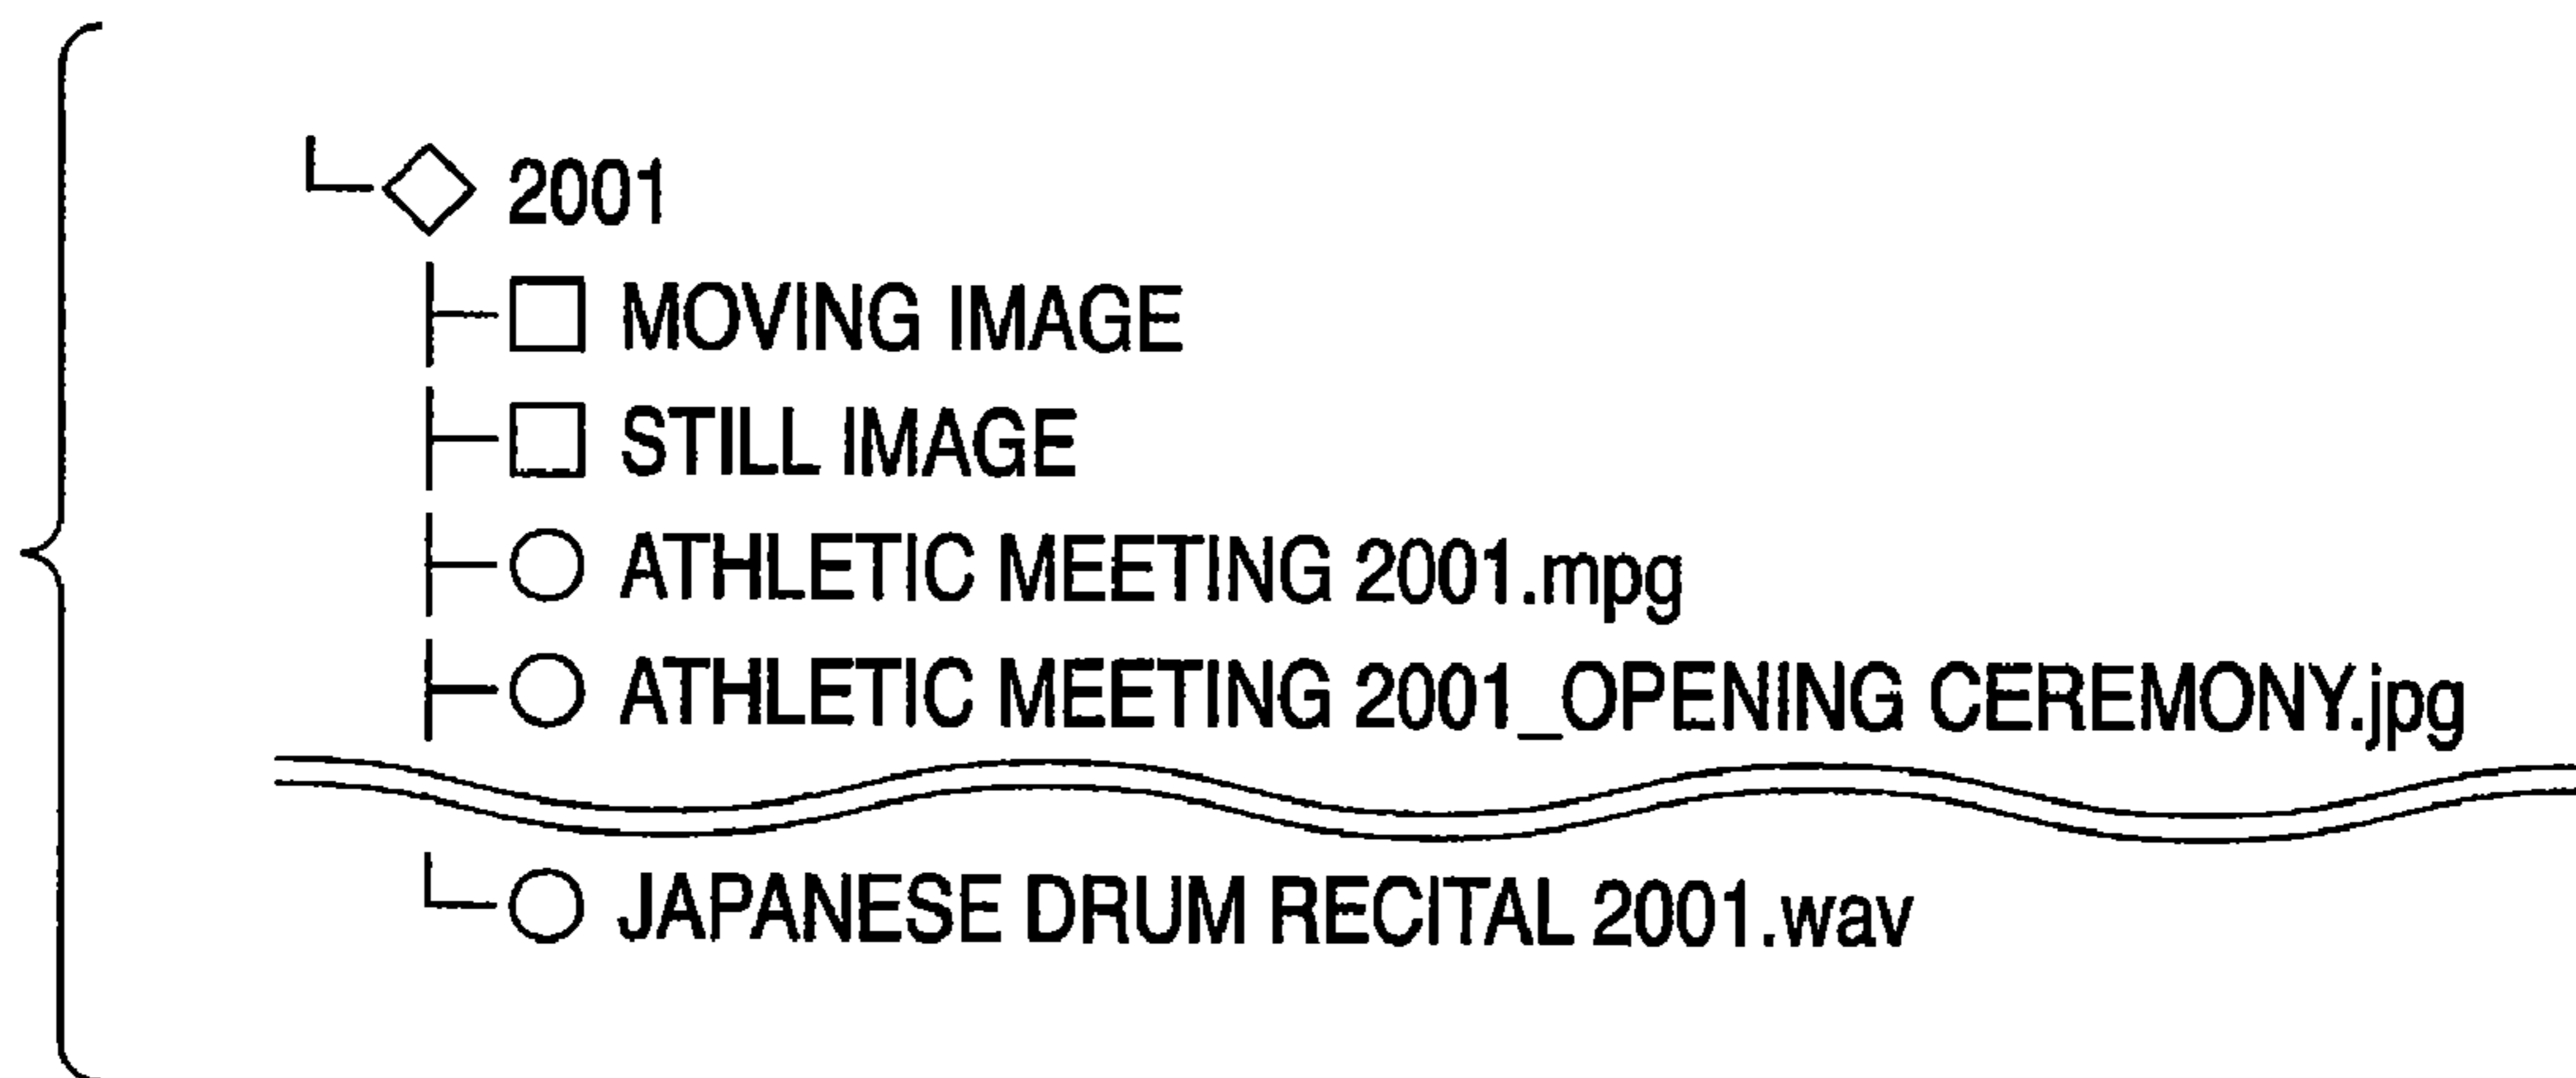 2001
MOVING IMAGE
STILL IMAGE
ATHLETIC MEETING 2001.mpg
ATHLETIC MEETING 2001_OPENING CEREMONY.jpg
JAPANESE DRUM RECITAL 2001.wav